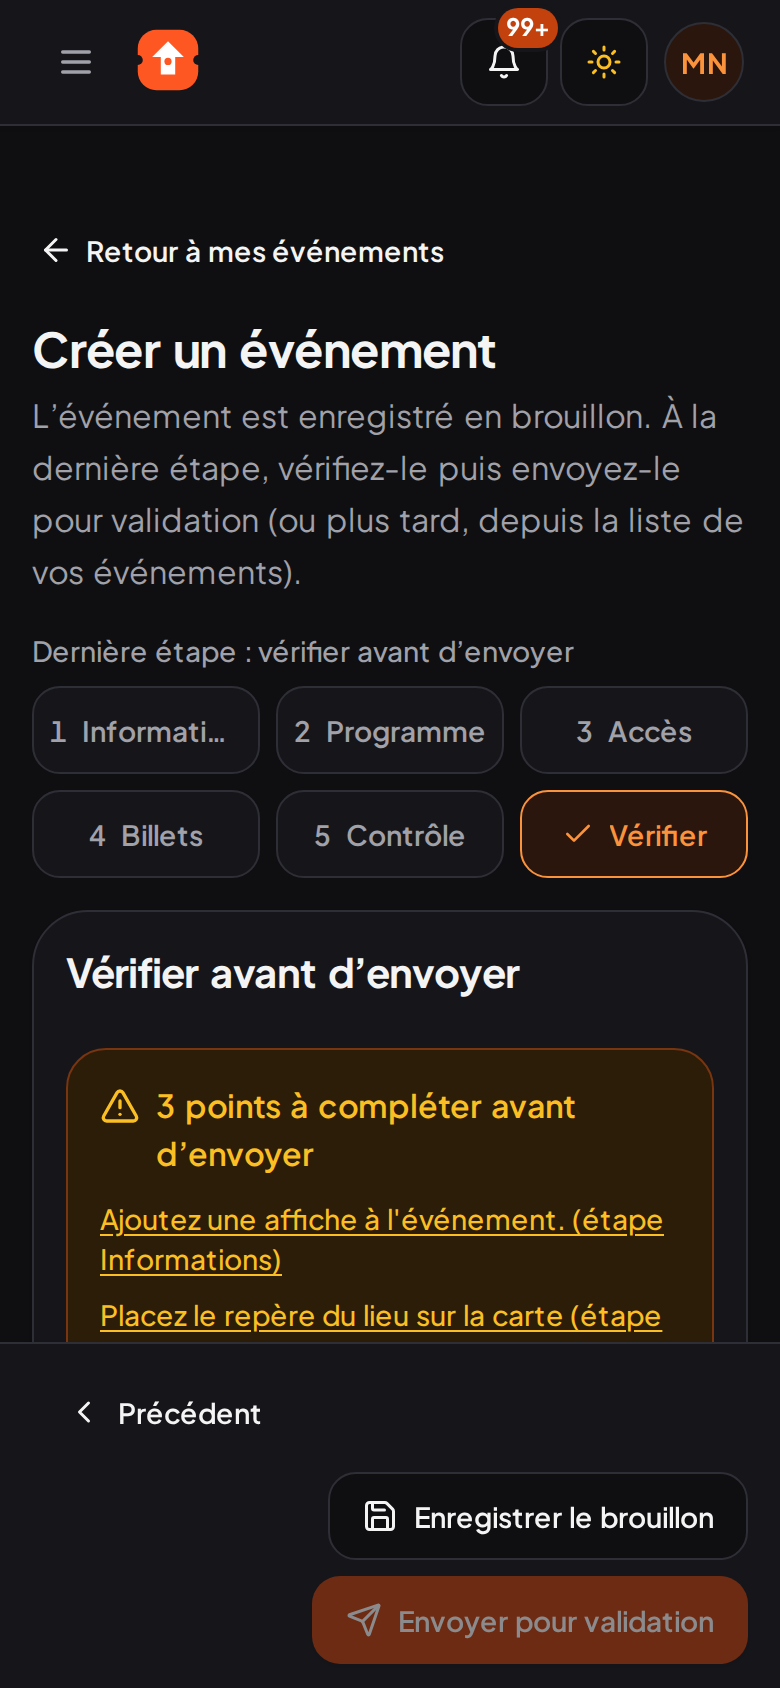 99+
MN
Retour à mes événements
Créer un événement
L’événement est enregistré en brouillon. À la
dernière étape, vérifiez-le puis envoyez-le
pour validation (ou plus tard, depuis la liste de
vos événements).
Dernière étape : vérifier avant d’envoyer
1 Informati…
2 Programme
3 Accès
4 Billets
5 Contrôle
Vérifier
Vérifier avant d’envoyer
3 points à compléter avant
d’envoyer
Ajoutez une affiche à l'événement. (étape
Informations)
Placez le repère du lieu sur la carte (étape
Précédent
Enregistrer le brouillon
Envoyer pour validation